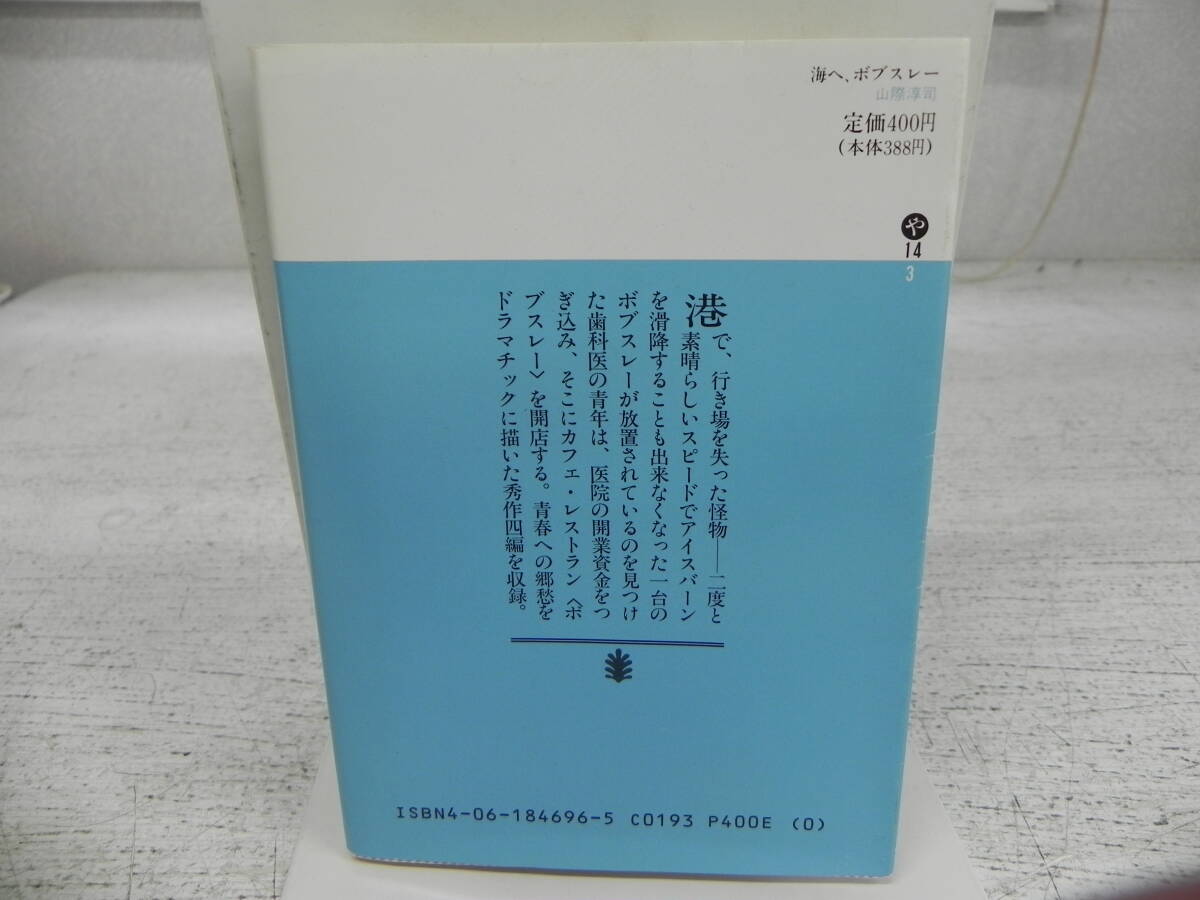 海へ、ボブスレー
山際淳司
定価400円
(本体388円)
や
14
3
港で、行き場を失った怪物――二度と
素晴らしいスピードでアイスバーン
を滑降することも出来なくなった一台の
ボブスレーが放置されているのを見つけ
た歯科医の青年は、医院の開業資金をつ
ぎ込み、そこにカフェ・レストラン〈ボ
ブスレー〉を開店する。青春への郷愁を
ドラマチックに描いた秀作四編を収録。
ISBN4-06-184696-5 C0193 P400E (0)